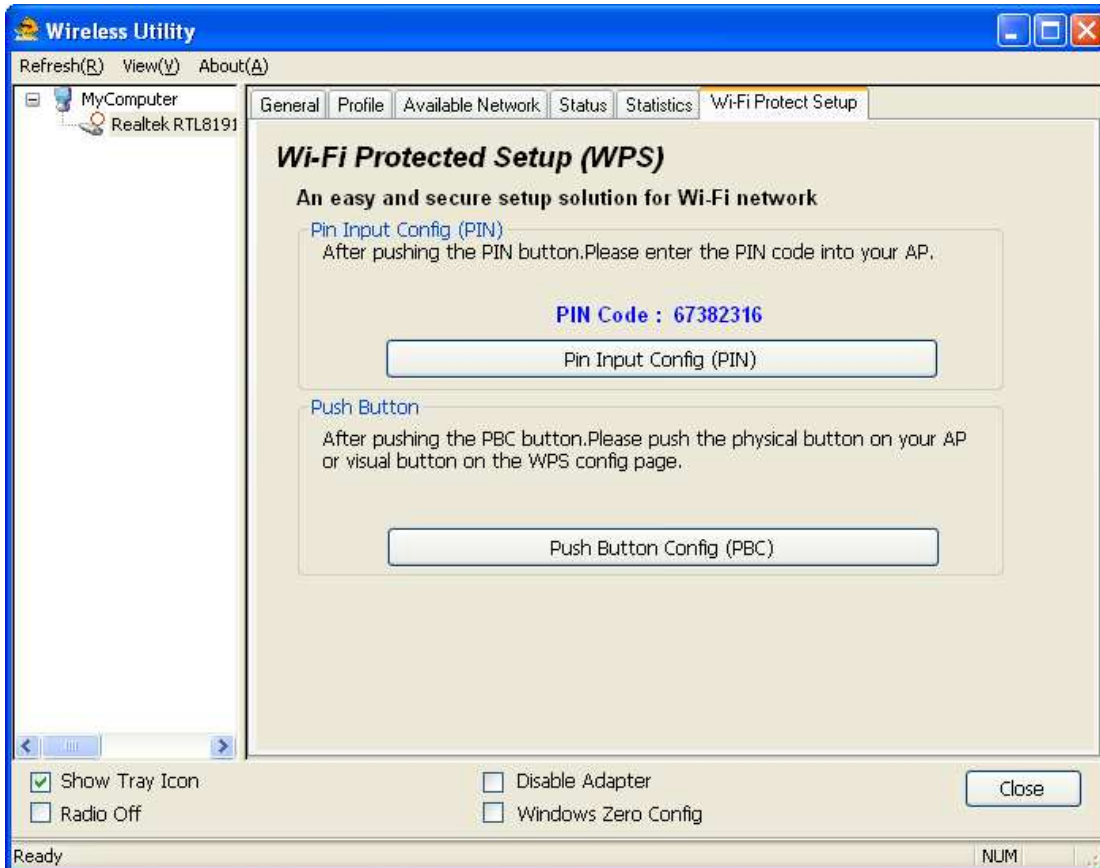 Wireless Utility
Refresh(R) View(V) About(A)
MyComputer
Realtek RTL8191
General Profile Available Network Status Statistics Wi-Fi Protect Setup
Wi-Fi Protected Setup (WPS)
An easy and secure setup solution for Wi-Fi network
Pin Input Config (PIN)
After pushing the PIN button.Please enter the PIN code into your AP.
PIN Code : 67382316
Pin Input Config (PIN)
Push Button
After pushing the PBC button.Please push the physical button on your AP
or visual button on the WPS config page.
Push Button Config (PBC)
Show Tray Icon
Radio Off
Disable Adapter
Windows Zero Config
Close
Ready
NUM